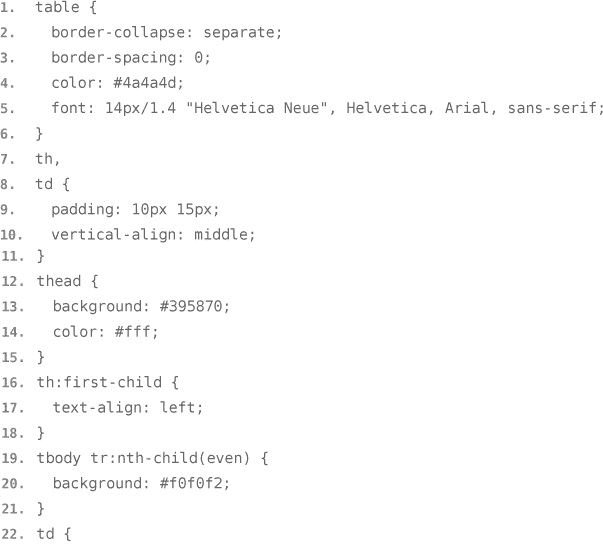 1. table {
2.   border-collapse: separate;
3.   border-spacing: 0;
4.   color: #4a4a4d;
5.   font: 14px/1.4 "Helvetica Neue", Helvetica, Arial, sans-serif;
6. }
7. th,
8. td {
9.   padding: 10px 15px;
10.   vertical-align: middle;
11. }
12. thead {
13.   background: #395870;
14.   color: #fff;
15. }
16. th:first-child {
17.   text-align: left;
18. }
19. tbody tr:nth-child(even) {
20.   background: #f0f0f2;
21. }
22. td {